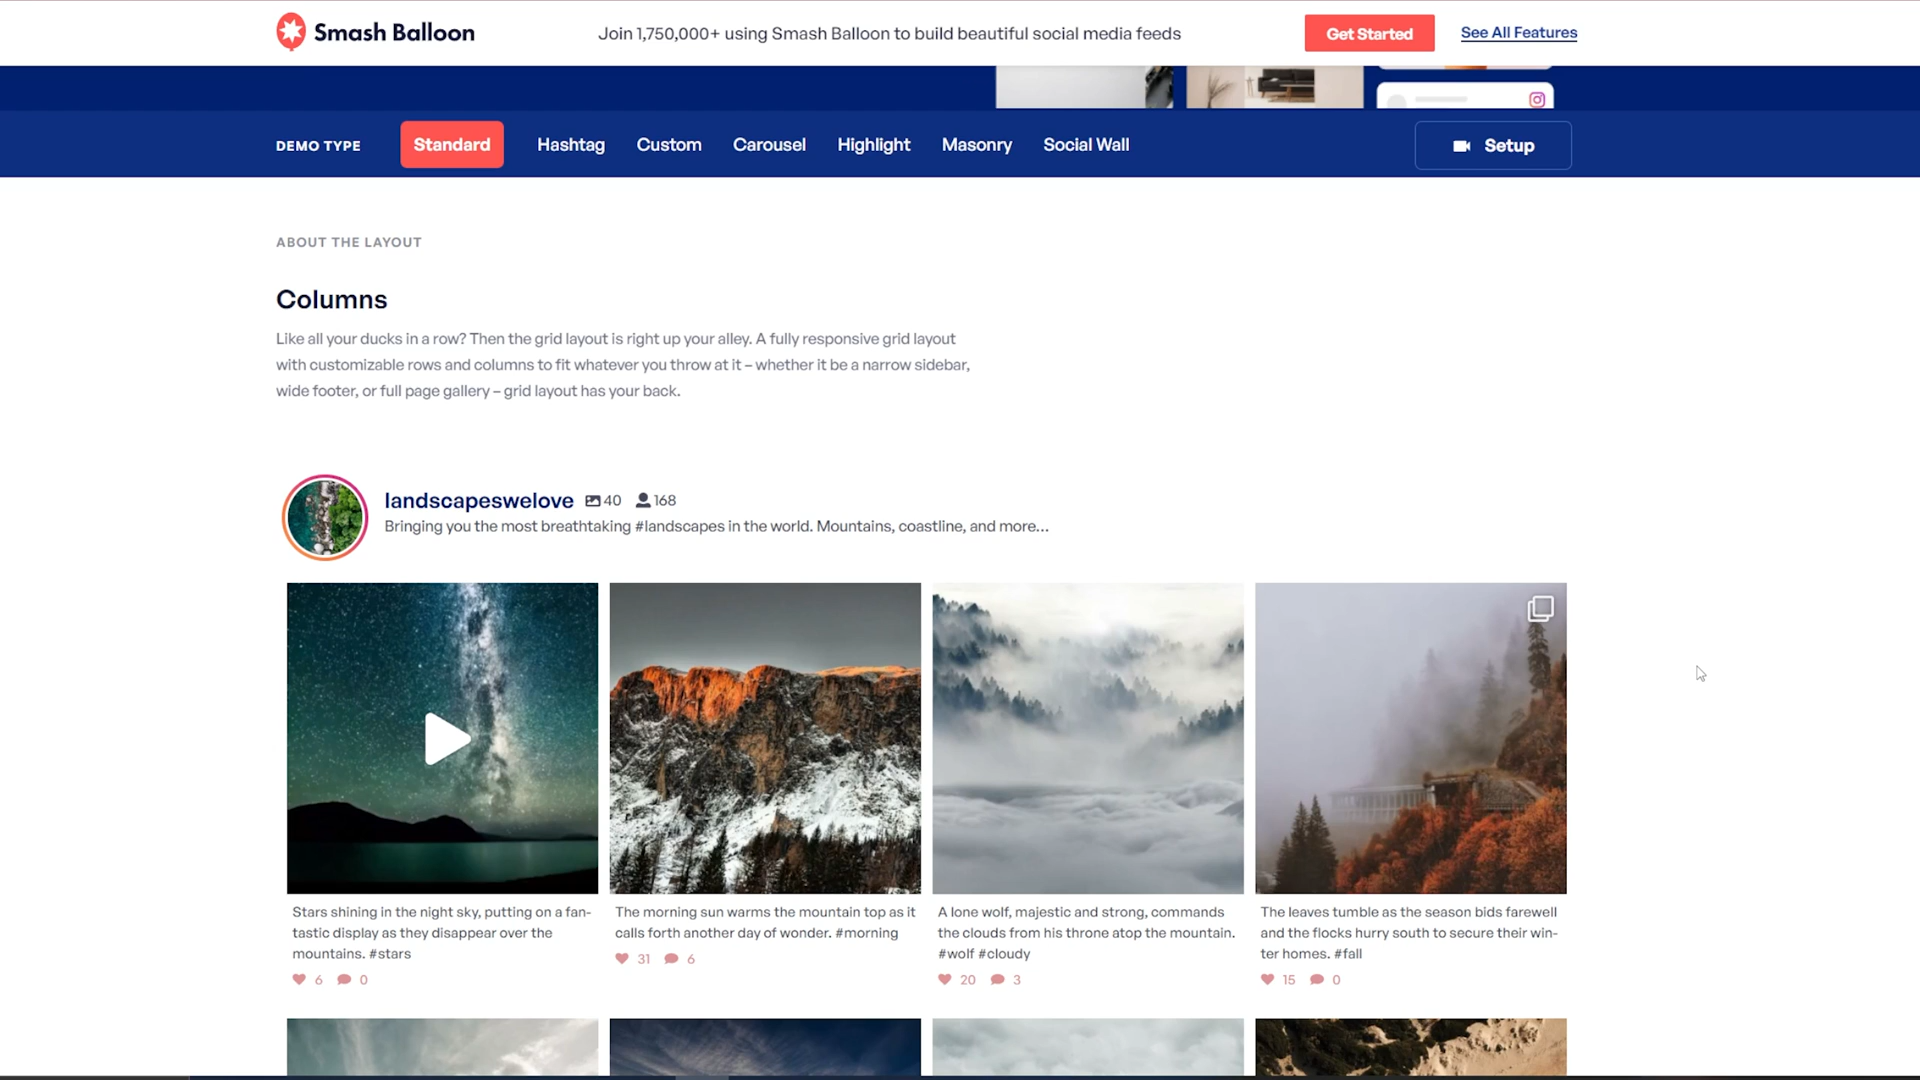 Smash Balloon
Join 1,750,000+ using Smash Balloon to build beautiful social media feeds
Get Started
See All Features
DEMO TYPE
Standard
Hashtag
Custom
Carousel
Highlight
Masonry
Social Wall
Setup
ABOUT THE LAYOUT
Columns
Like all your ducks in a row? Then the grid layout is right up your alley. A fully responsive grid layout
with customizable rows and columns to fit whatever you throw at it – whether it be a narrow sidebar,
wide footer, or full page gallery – grid layout has your back.
landscapeswelove 40 168
Bringing you the most breathtaking #landscapes in the world. Mountains, coastline, and more...
Stars shining in the night sky, putting on a fan-
tastic display as they disappear over the
mountains. #stars
6 0
The morning sun warms the mountain top as it
calls forth another day of wonder. #morning
31 6
A lone wolf, majestic and strong, commands
the clouds from his throne atop the mountain.
#wolf #cloudy
20 3
The leaves tumble as the season bids farewell
and the flocks hurry south to secure their win-
ter homes. #fall
15 0